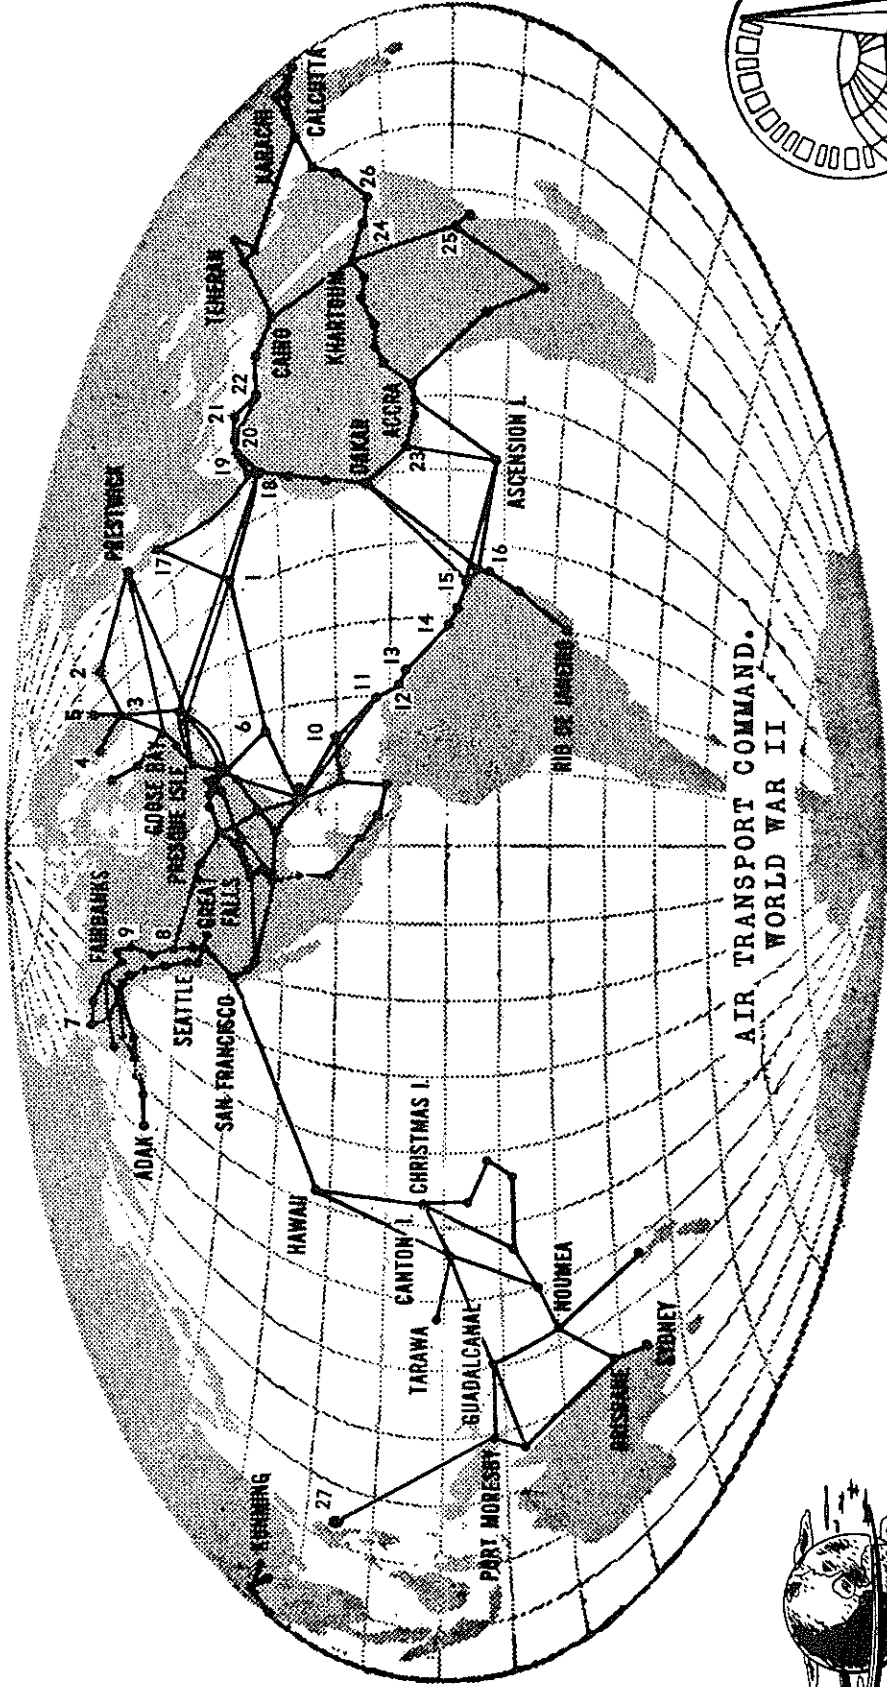 KUNMING
27
PORT MORESBY
GUADALCANAL
TARAWA
CANTON I.
CHRISTMAS I.
HAWAII
NOUMEA
BRISBANE
SYDNEY
ADAK
7
FAIRBANKS
9
8
SEATTLE
SAN FRANCISCO
GREAT
FALLS
PRESQUE ISLE
GOOSE BAY
4
5
3
2
PRESTWICK
17
1
6
10
11
12
13
14
15
16
RIO DE JANEIRO
ASCENSION I.
DAKAR
23
ACCRA
18
19
20
21
22
CAIRO
KHARTOUM
24
25
26
TEHERAN
KARACHI
CALCUTTA
AIR TRANSPORT COMMAND.
WORLD WAR II